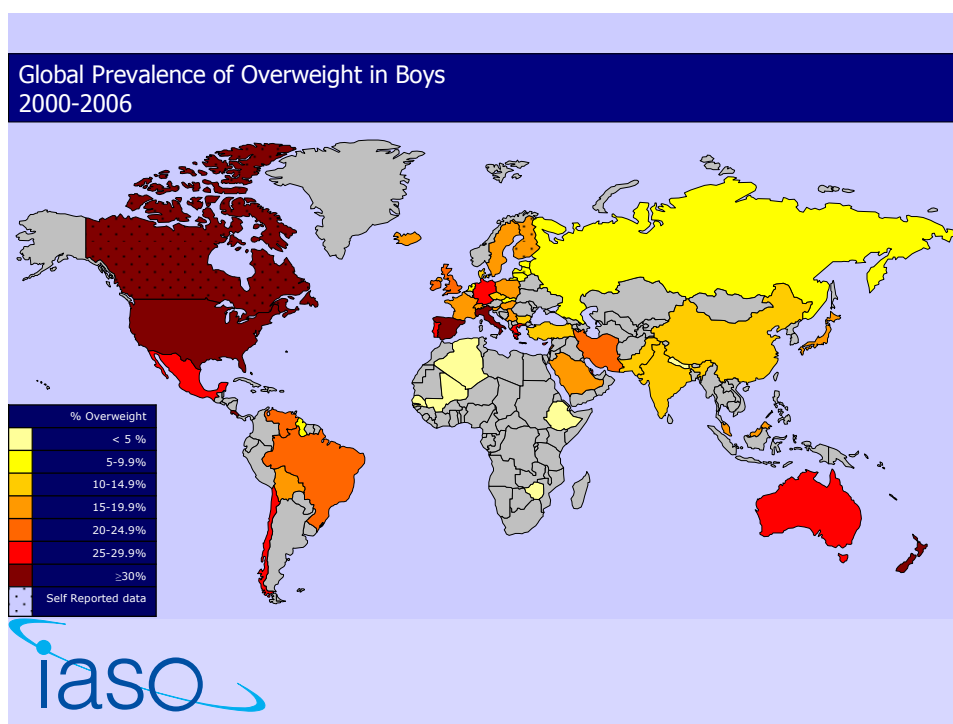 Global Prevalence of Overweight in Boys
2000-2006
% Overweight
< 5 %
5-9.9%
10-14.9%
15-19.9%
20-24.9%
25-29.9%
≥30%
Self Reported data
iaso